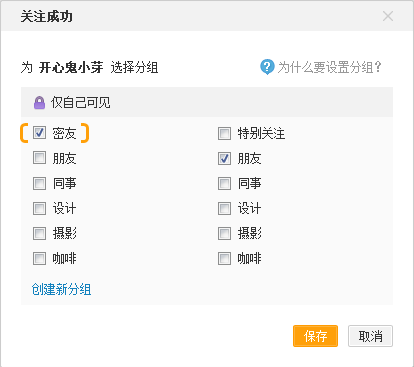 关注成功
为 开心鬼小芽 选择分组
为什么要设置分组?
仅自己可见
密友 特别关注
朋友 朋友
同事 同事
设计 设计
摄影 摄影
咖啡 咖啡
创建新分组
保存 取消